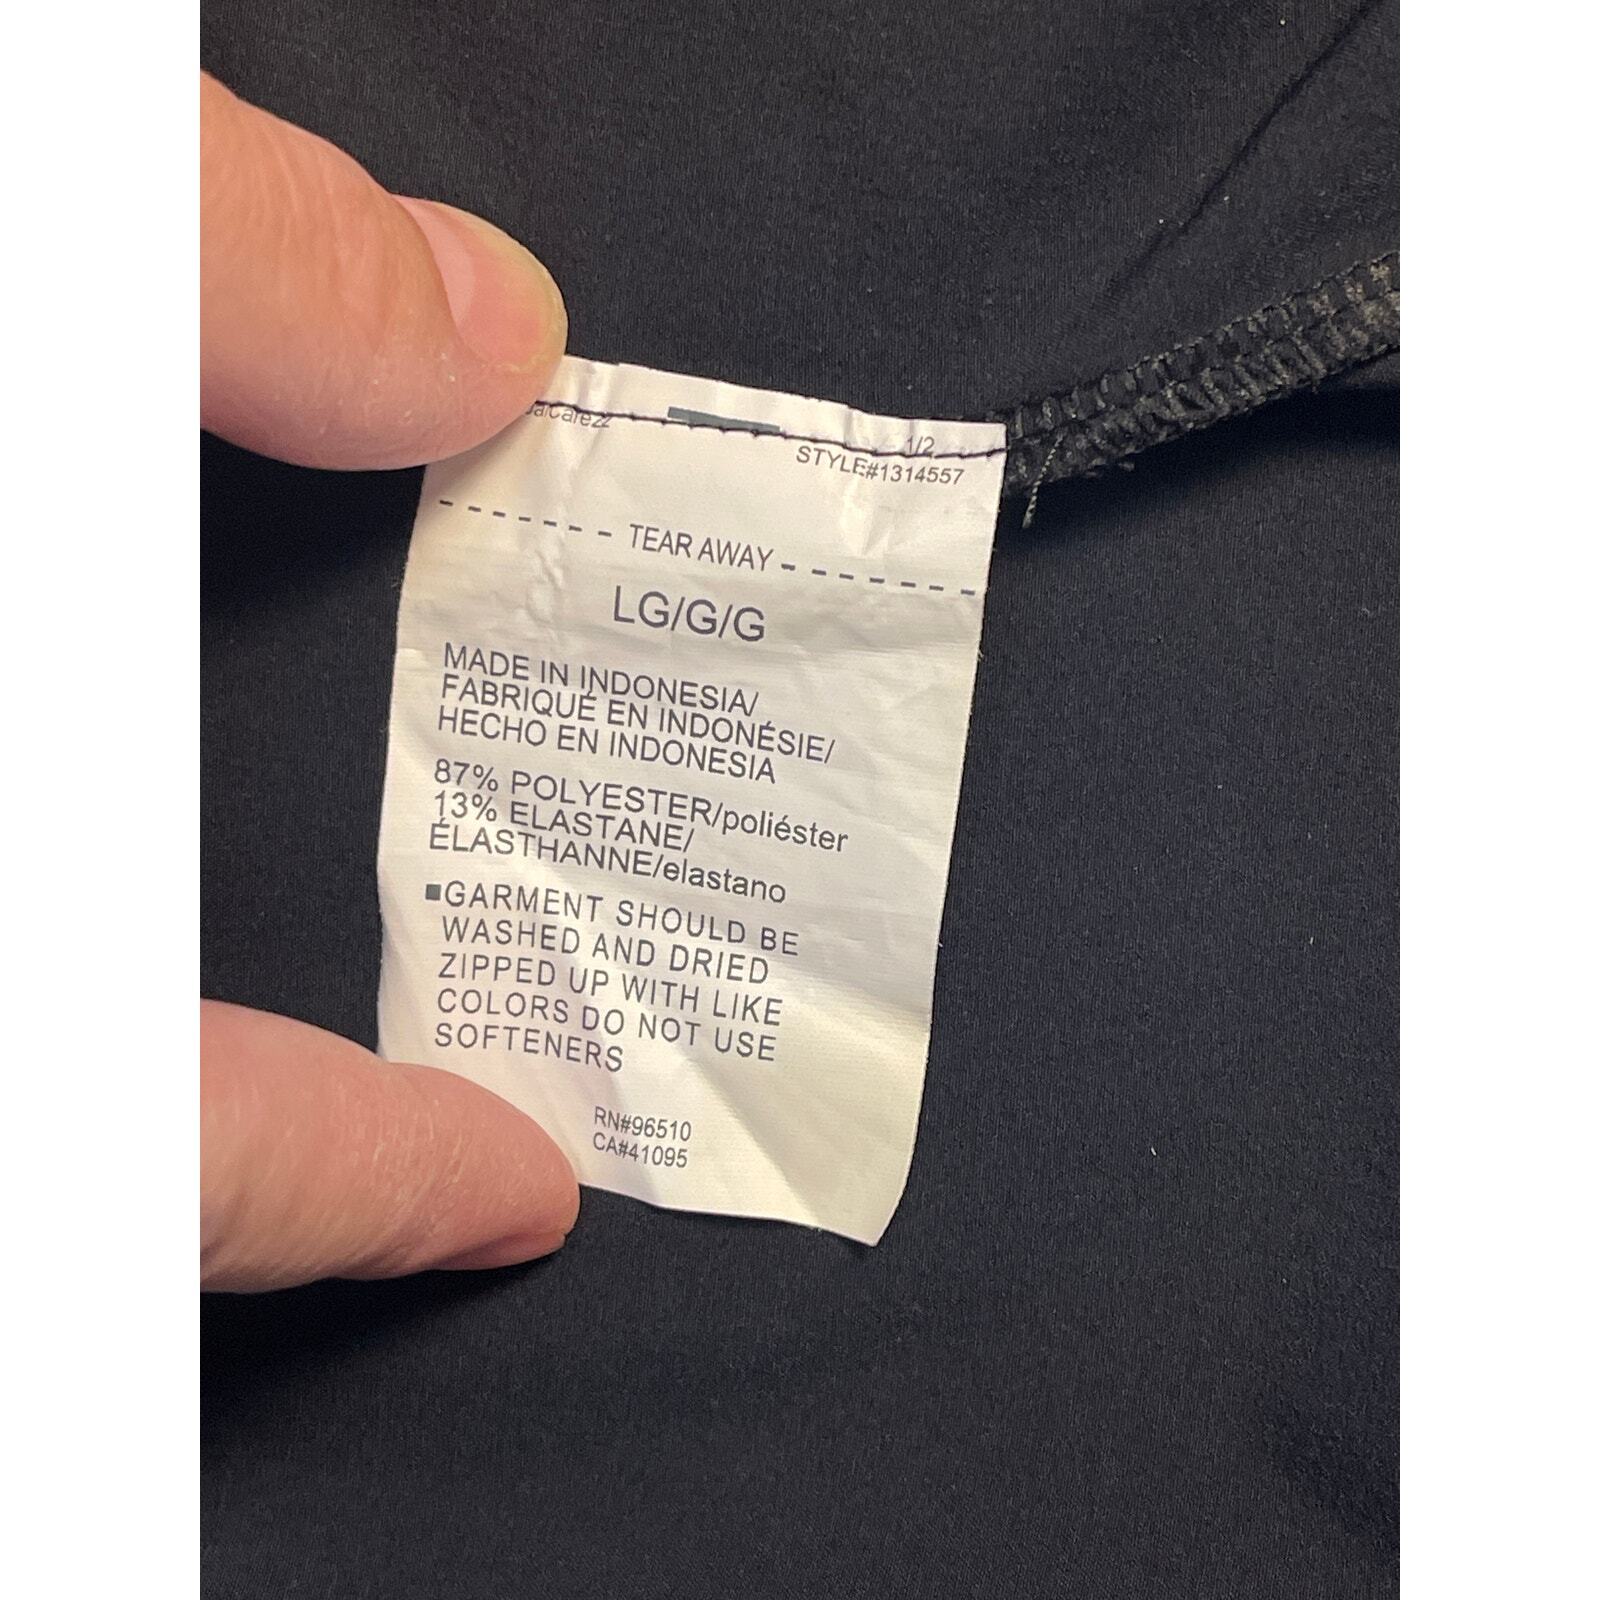 1/2
STYLE#1314557
TEAR AWAY
LG/G/G
MADE IN INDONESIA/
FABRIQUÉ EN INDONÉSIE/
HECHO EN INDONESIA
87% POLYESTER/poliéster
13% ELASTANE/
ÉLASTHANNE/elastano
■GARMENT SHOULD BE
WASHED AND DRIED
ZIPPED UP WITH LIKE
COLORS DO NOT USE
SOFTENERS
RN#96510
CA#41095